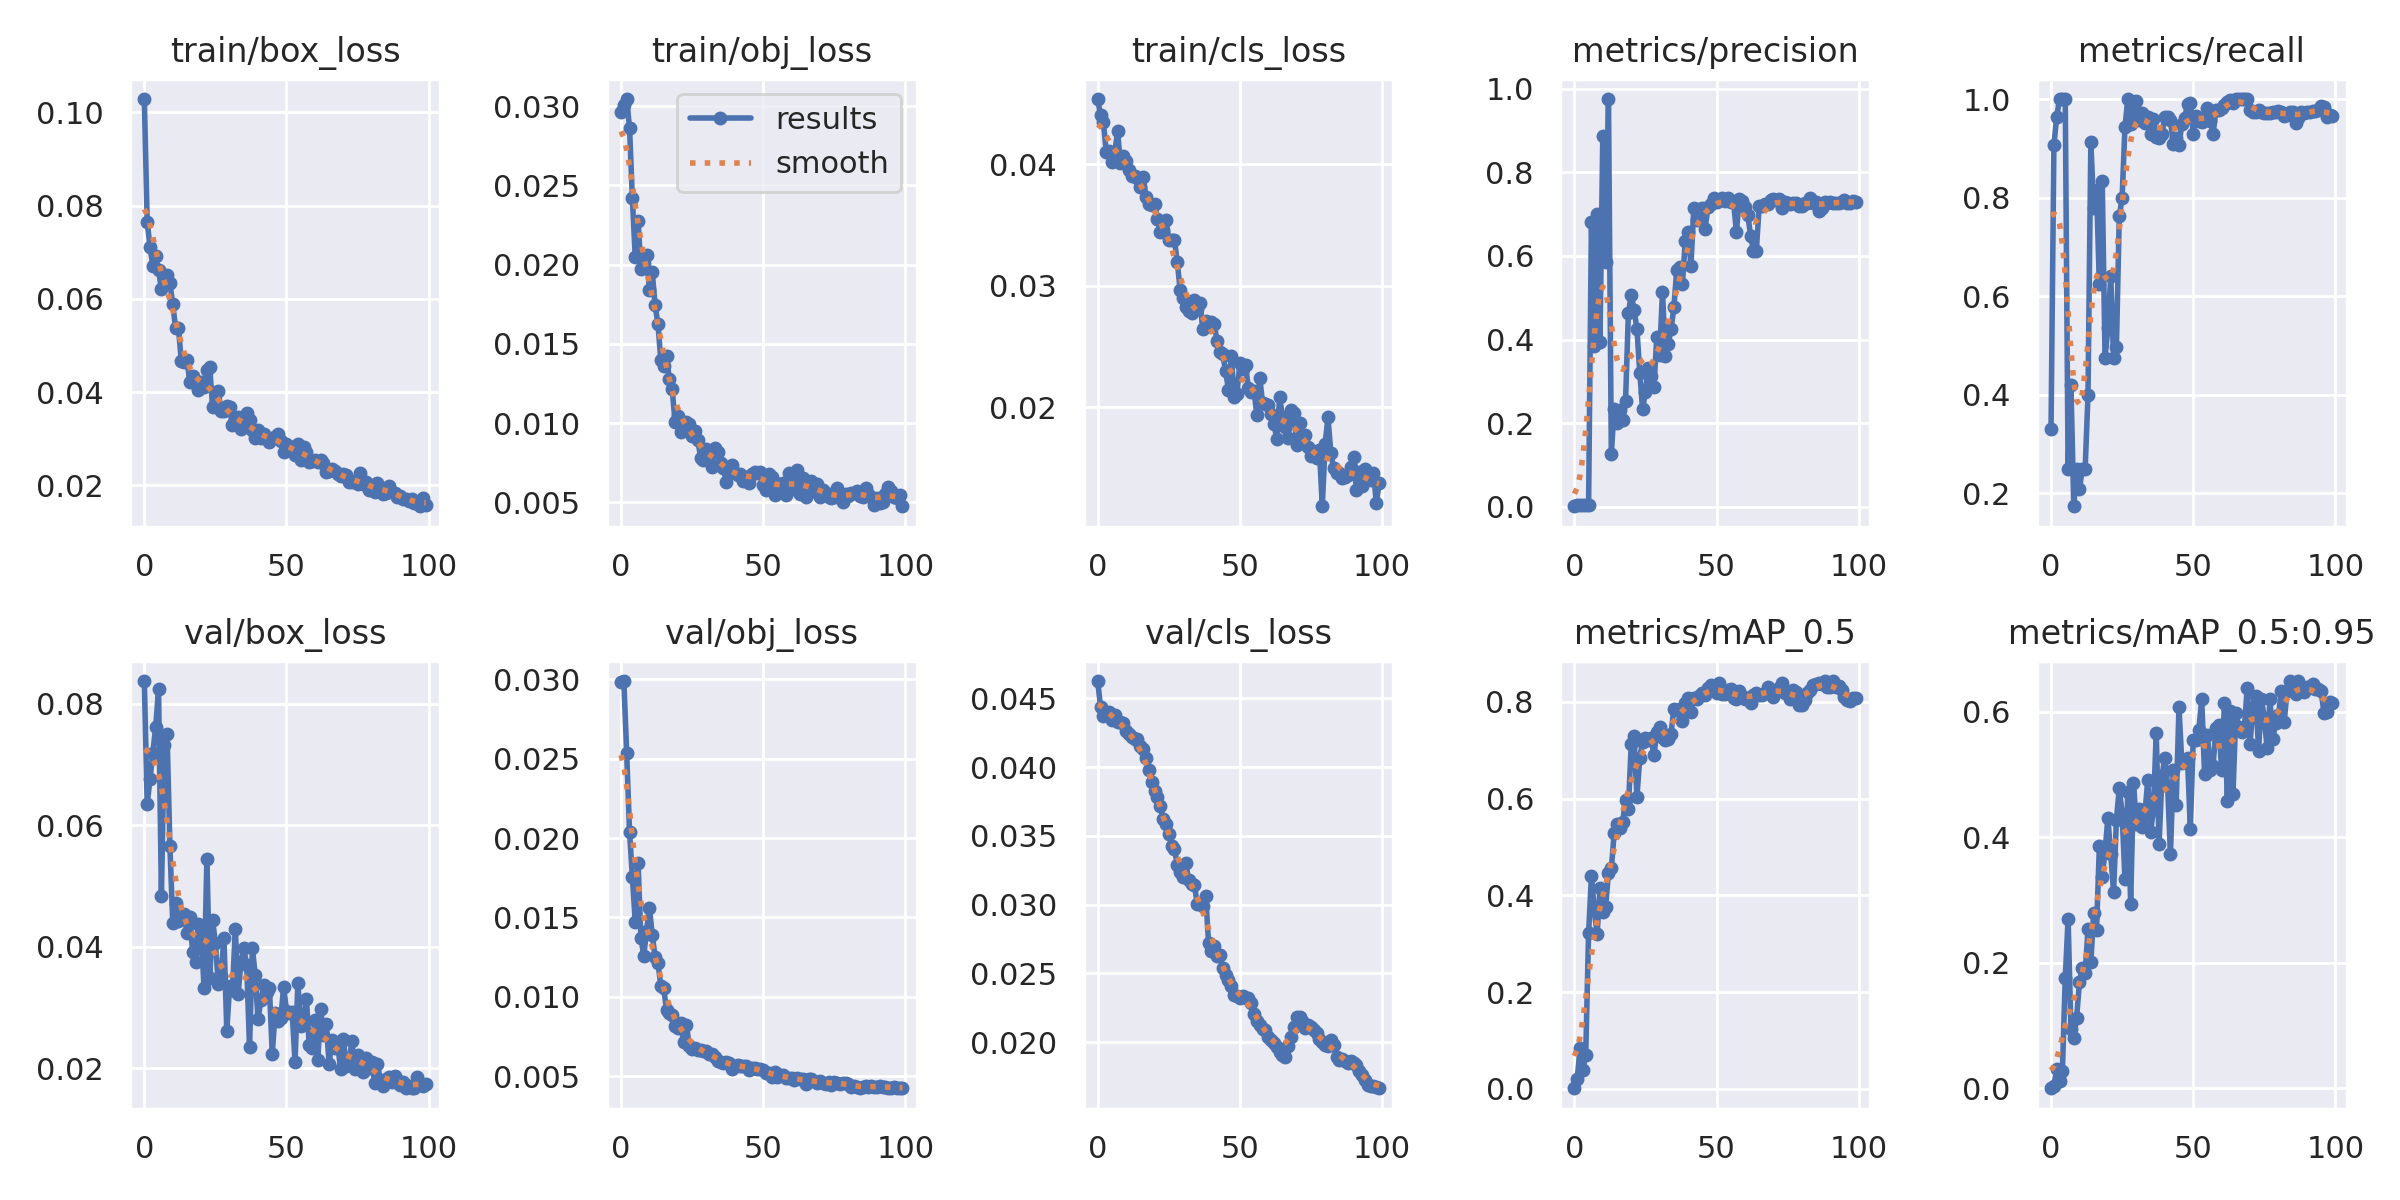 train/box_loss
0.10
0.08
0.06
0.04
0.02
0 50 100
train/obj_loss
0.030
0.025
0.020
0.015
0.010
0.005
results
smooth
0 50 100
train/cls_loss
0.04
0.03
0.02
0 50 100
metrics/precision
1.0
0.8
0.6
0.4
0.2
0.0
0 50 100
metrics/recall
1.0
0.8
0.6
0.4
0.2
0 50 100
val/box_loss
0.08
0.06
0.04
0.02
0 50 100
val/obj_loss
0.030
0.025
0.020
0.015
0.010
0.005
0 50 100
val/cls_loss
0.045
0.040
0.035
0.030
0.025
0.020
0 50 100
metrics/mAP_0.5
0.8
0.6
0.4
0.2
0.0
0 50 100
metrics/mAP_0.5:0.95
0.6
0.4
0.2
0.0
0 50 100